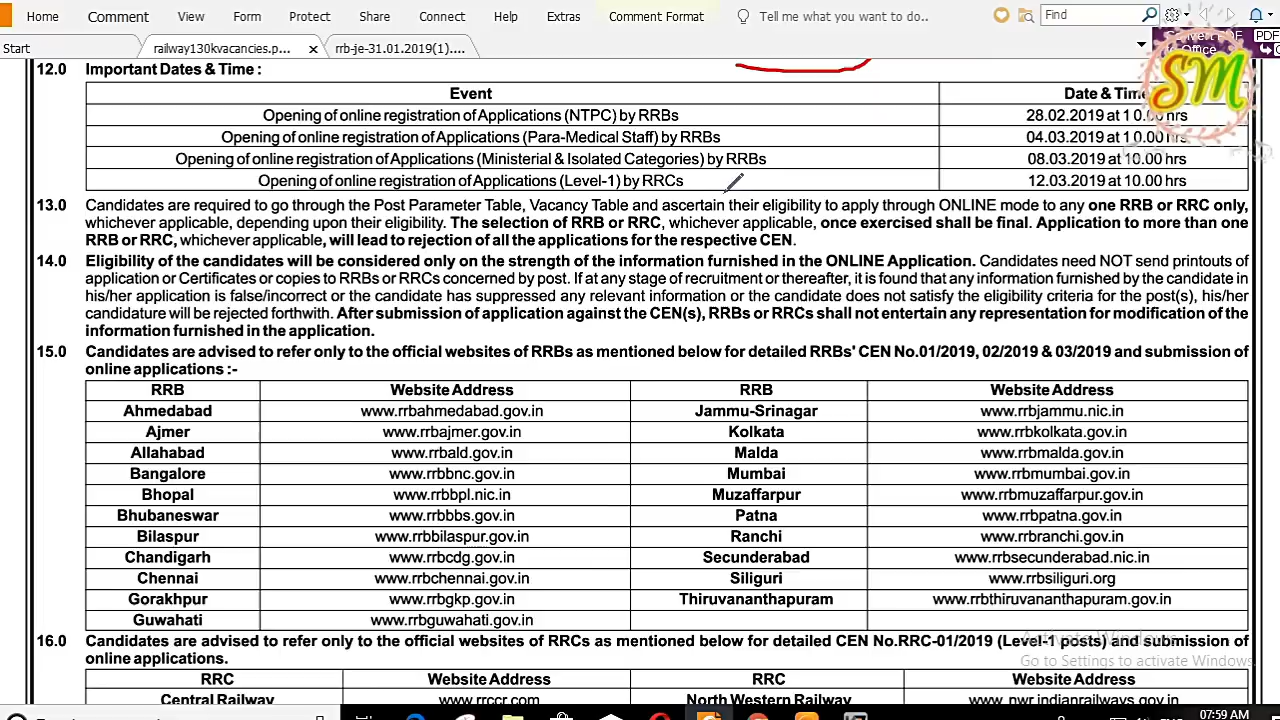 Home Comment View Form Protect Share Connect Help Extras Comment Format Tell me what you want to do.. Find
Start railway130kvacancies.p... x rrb-je-31.01.2019(1)....
PDF
to Office
SM
12.0 Important Dates & Time :
Event Date & Time
Opening of online registration of Applications (NTPC) by RRBs 28.02.2019 at 10.00 hrs
Opening of online registration of Applications (Para-Medical Staff) by RRBs 04.03.2019 at 10.00 hrs
Opening of online registration of Applications (Ministerial & Isolated Categories) by RRBs 08.03.2019 at 10.00 hrs
Opening of online registration of Applications (Level-1) by RRCs 12.03.2019 at 10.00 hrs
13.0 Candidates are required to go through the Post Parameter Table, Vacancy Table and ascertain their eligibility to apply through ONLINE mode to any one RRB or RRC only,
whichever applicable, depending upon their eligibility. The selection of RRB or RRC, whichever applicable, once exercised shall be final. Application to more than one
RRB or RRC, whichever applicable, will lead to rejection of all the applications for the respective CEN.
14.0 Eligibility of the candidates will be considered only on the strength of the information furnished in the ONLINE Application. Candidates need NOT send printouts of
application or Certificates or copies to RRBs or RRCs concerned by post. If at any stage of recruitment or thereafter, it is found that any information furnished by the candidate in
his/her application is false/incorrect or the candidate has suppressed any relevant information or the candidate does not satisfy the eligibility criteria for the post(s), his/her
candidature will be rejected forthwith. After submission of application against the CEN(s), RRBs or RRCs shall not entertain any representation for modification of the
information furnished in the application.
15.0 Candidates are advised to refer only to the official websites of RRBs as mentioned below for detailed RRBs' CEN No.01/2019, 02/2019 & 03/2019 and submission of
online applications :-
RRB Website Address RRB Website Address
Ahmedabad www.rrbahmedabad.gov.in Jammu-Srinagar www.rrbjammu.nic.in
Ajmer www.rrbajmer.gov.in Kolkata www.rrbkolkata.gov.in
Allahabad www.rrbald.gov.in Malda www.rrbmalda.gov.in
Bangalore www.rrbbnc.gov.in Mumbai www.rrbmumbai.gov.in
Bhopal www.rrbbpl.nic.in Muzaffarpur www.rrbmuzaffarpur.gov.in
Bhubaneswar www.rrbbbs.gov.in Patna www.rrbpatna.gov.in
Bilaspur www.rrbbilaspur.gov.in Ranchi www.rrbranchi.gov.in
Chandigarh www.rrbcdg.gov.in Secunderabad www.rrbsecunderabad.nic.in
Chennai www.rrbchennai.gov.in Siliguri www.rrbsiliguri.org
Gorakhpur www.rrbgkp.gov.in Thiruvananthapuram www.rrbthiruvananthapuram.gov.in
Guwahati www.rrbguwahati.gov.in
16.0 Candidates are advised to refer only to the official websites of RRCs as mentioned below for detailed CEN No.RRC-01/2019 (Level-1 posts) and submission of
online applications.
Activate Windows
Go to Settings to activate Windows.
RRC Website Address RRC Website Address
Central Railway www.rrccr.com North Western Railway www.nwr.indianrailways.gov.in
07:59 AM